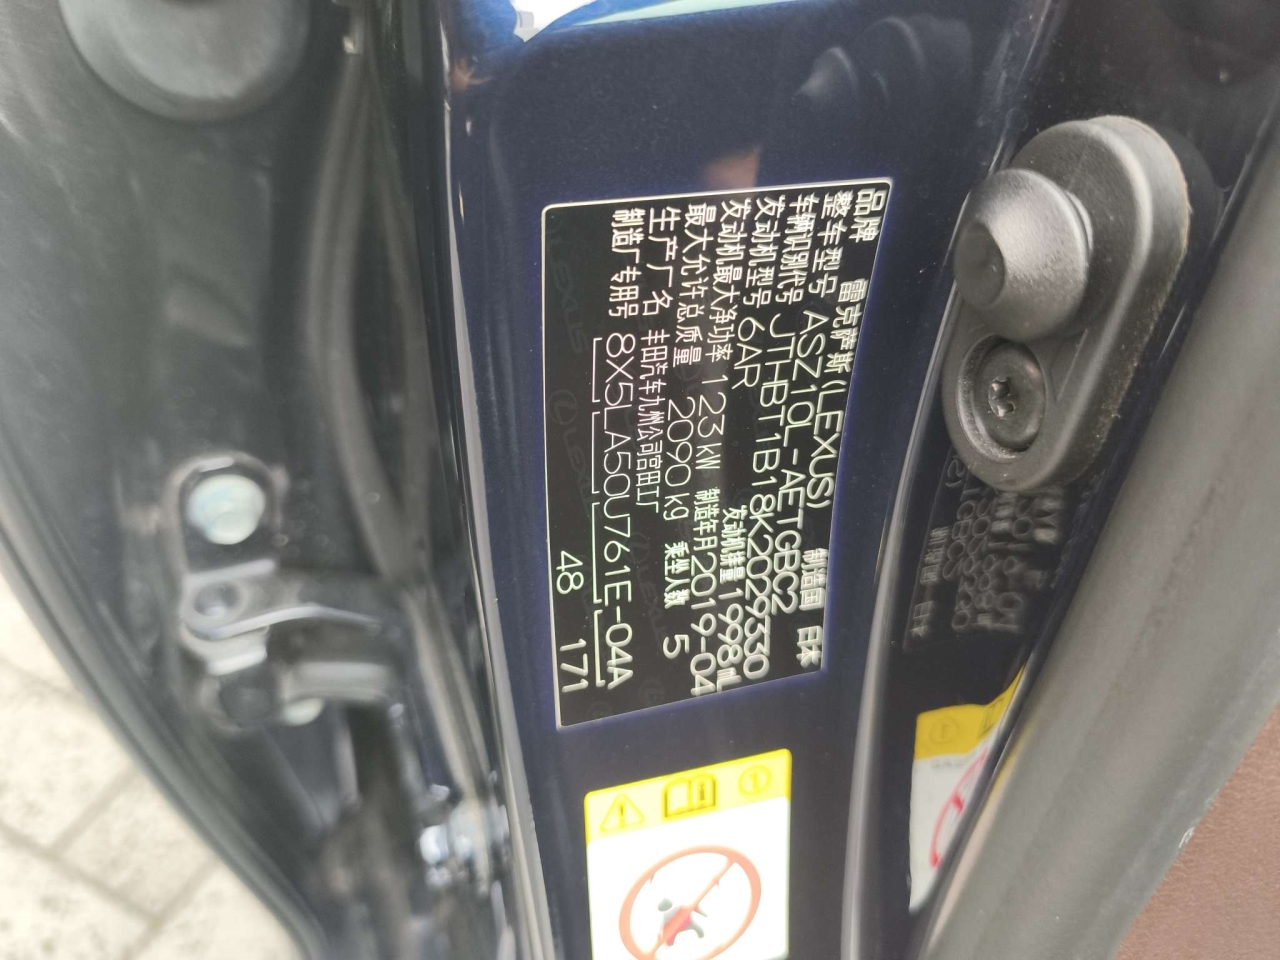 品牌 雷克萨斯(LEXUS) 制造国 日本
整车型号 ASZ10L-AETGBC2
车辆识别代号 JTHBT1B18K2029330
发动机型号 6AR 发动机排量 1998mL
发动机最大净功率 123kW 制造年月 2019-04
最大允许总质量 2090kg 乘坐人数 5
生产厂名 丰田汽车九州公司宫田工厂
制造厂专用号 8X5LA50U761E-04A
48 171